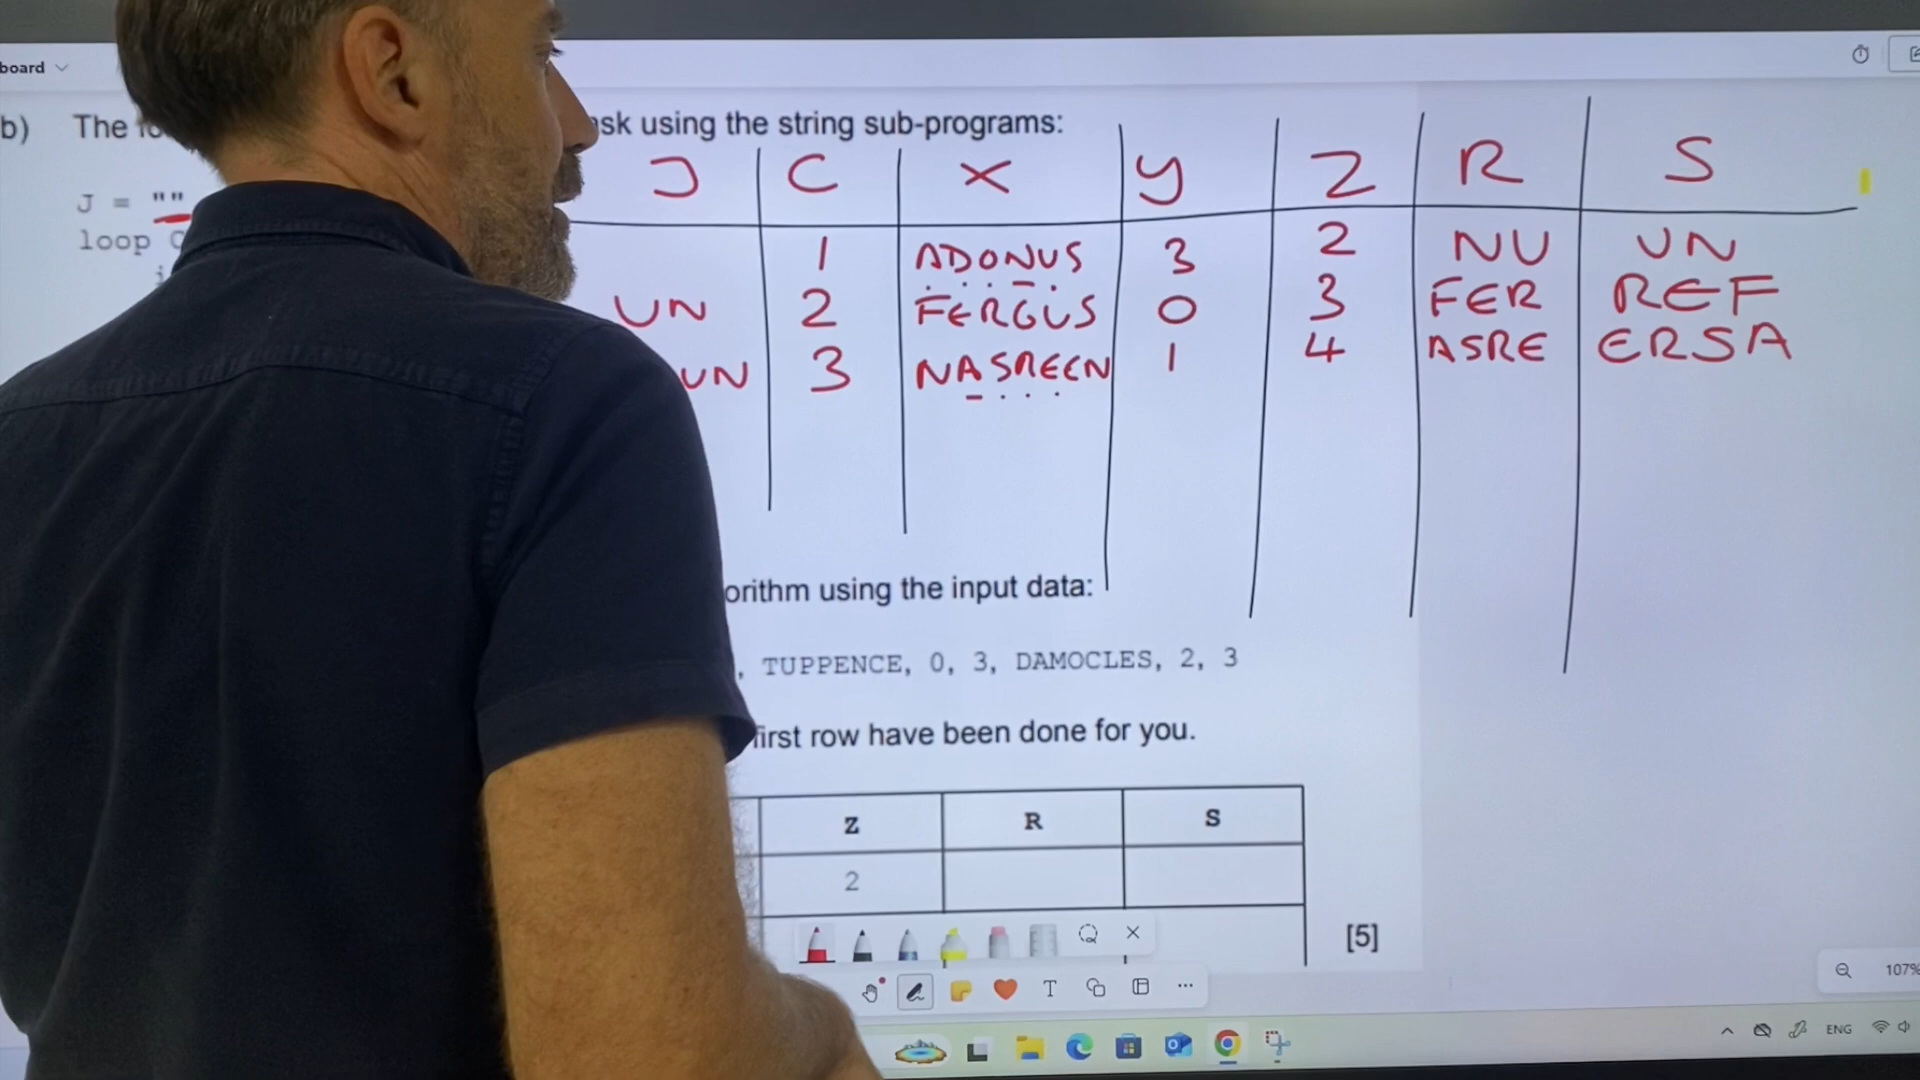 board
b) The
ask using the string sub-programs:
J = ""
loop
J C X Y Z R S
1 ADONUS 3 2 NU UN
UN 2 FERGUS 0 3 FER REF
UN 3 NASREEN 1 4 ASRE ERSA
orithm using the input data:
, TUPPENCE, 0, 3, DAMOCLES, 2, 3
first row have been done for you.
Z R S
2
[5]
T
107%
ENG